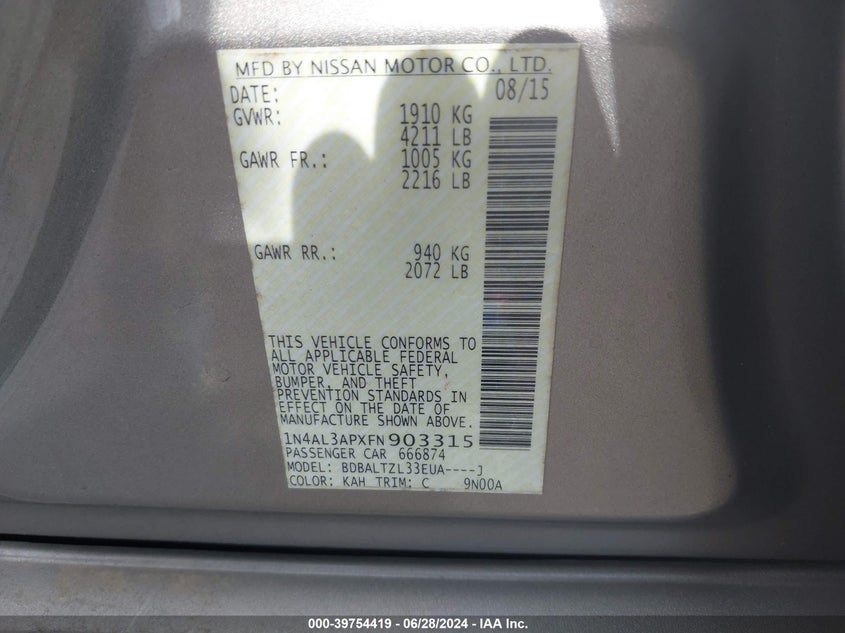 MFD BY NISSAN MOTOR CO., LTD.
DATE: 08/15
GVWR: 1910 KG
4211 LB
GAWR FR.: 1005 KG
2216 LB
GAWR RR.: 940 KG
2072 LB
THIS VEHICLE CONFORMS TO
ALL APPLICABLE FEDERAL
MOTOR VEHICLE SAFETY,
BUMPER, AND THEFT
PREVENTION STANDARDS IN
EFFECT ON THE DATE OF
MANUFACTURE SHOWN ABOVE.
1N4AL3APXFN903315
PASSENGER CAR 666874
MODEL: BDBALTZL33EUA----J
COLOR: KAH TRIM: C 9N00A
000-39754419 - 06/28/2024 - IAA Inc.